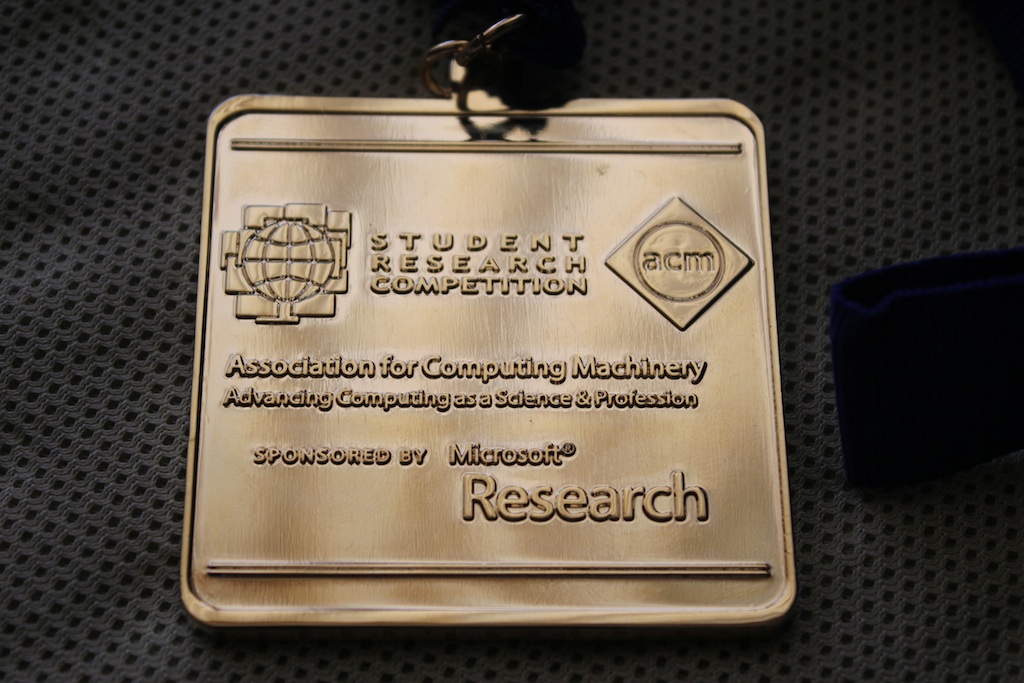 STUDENT
RESEARCH
COMPETITION
acm
Association for Computing Machinery
Advancing Computing as a Science & Profession
SPONSORED BY Microsoft®
Research